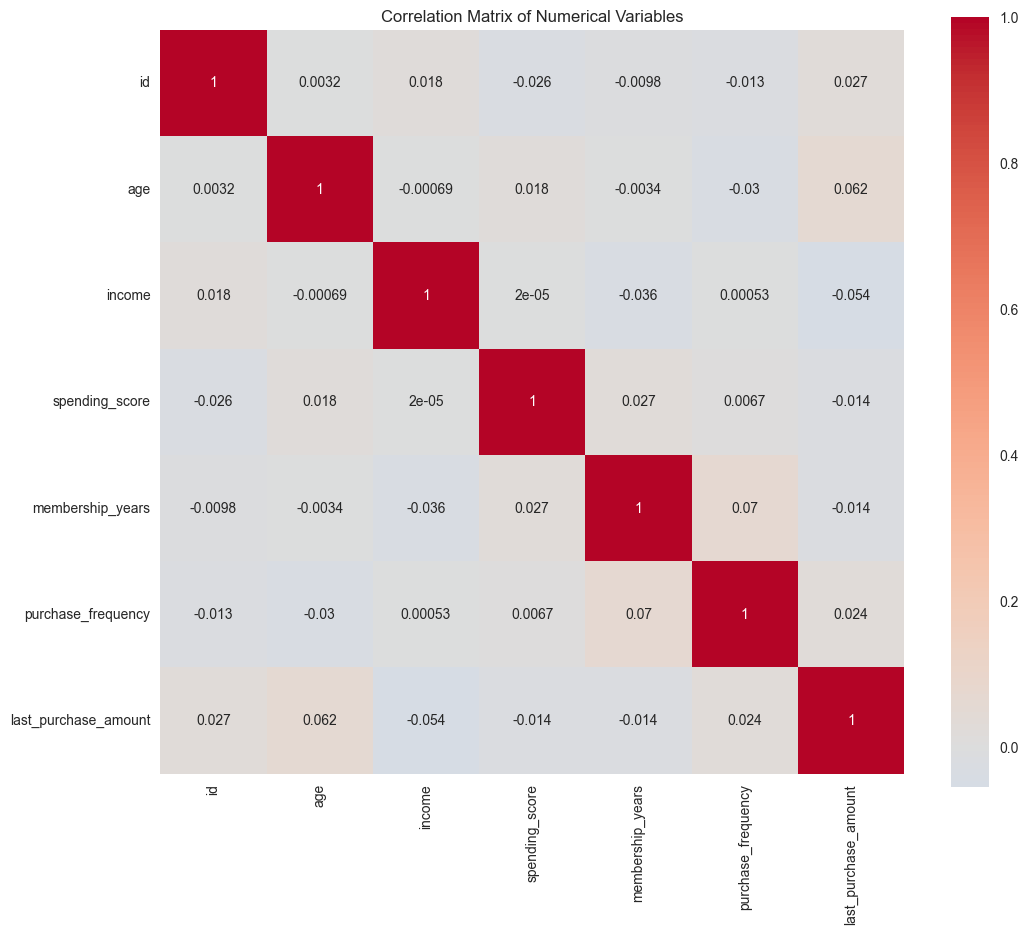 Correlation Matrix of Numerical Variables
id 1 0.0032 0.018 -0.026 -0.0098 -0.013 0.027
age 0.0032 1 -0.00069 0.018 -0.0034 -0.03 0.062
income 0.018 -0.00069 1 2e-05 -0.036 0.00053 -0.054
spending_score -0.026 0.018 2e-05 1 0.027 0.0067 -0.014
membership_years -0.0098 -0.0034 -0.036 0.027 1 0.07 -0.014
purchase_frequency -0.013 -0.03 0.00053 0.0067 0.07 1 0.024
last_purchase_amount 0.027 0.062 -0.054 -0.014 -0.014 0.024 1
id
age
income
spending_score
membership_years
purchase_frequency
last_purchase_amount
1.0
0.8
0.6
0.4
0.2
0.0